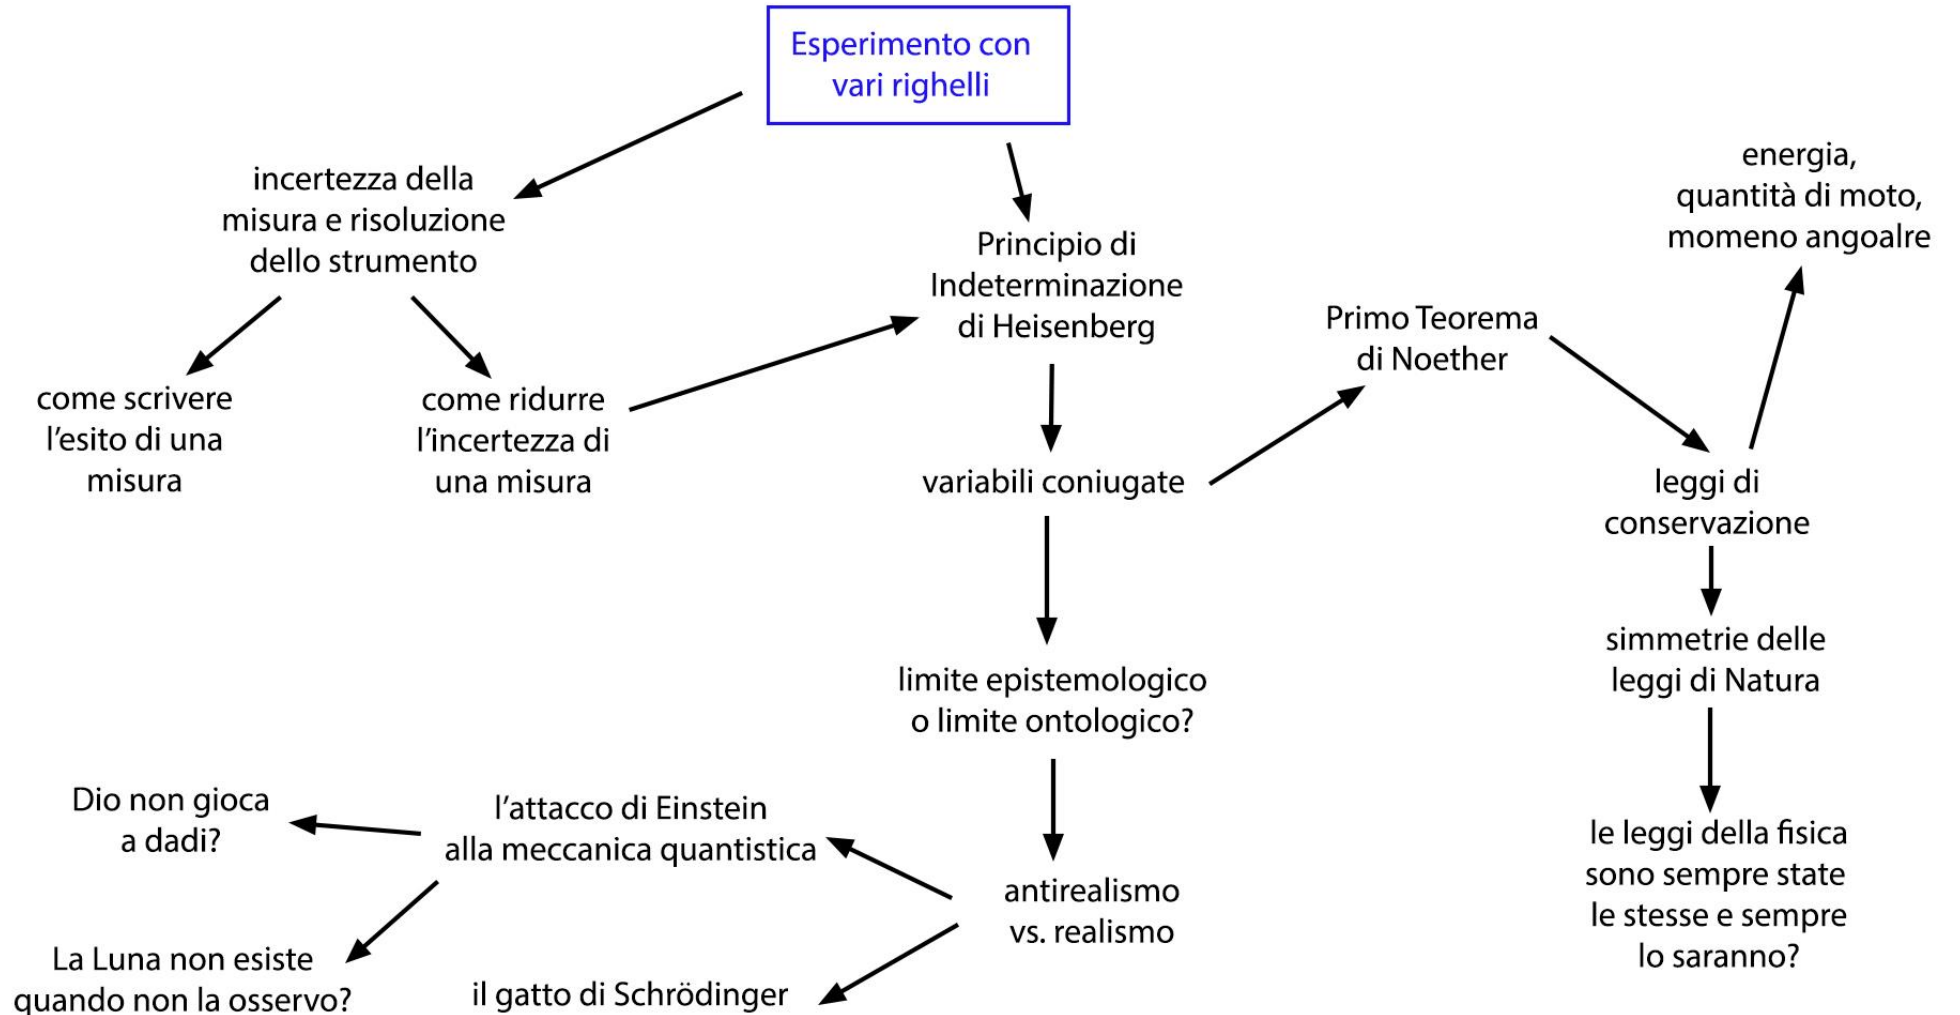 Esperimento con
vari righelli
incertezza della
misura e risoluzione
dello strumento
energia,
quantità di moto,
momeno angoalre
Principio di
Indeterminazione
di Heisenberg
Primo Teorema
di Noether
come scrivere
l’esito di una
misura
come ridurre
l’incertezza di
una misura
variabili coniugate
leggi di
conservazione
simmetrie delle
leggi di Natura
limite epistemologico
o limite ontologico?
Dio non gioca
a dadi?
l’attacco di Einstein
alla meccanica quantistica
antirealismo
vs. realismo
le leggi della fisica
sono sempre state
le stesse e sempre
lo saranno?
La Luna non esiste
quando non la osservo?
il gatto di Schrödinger